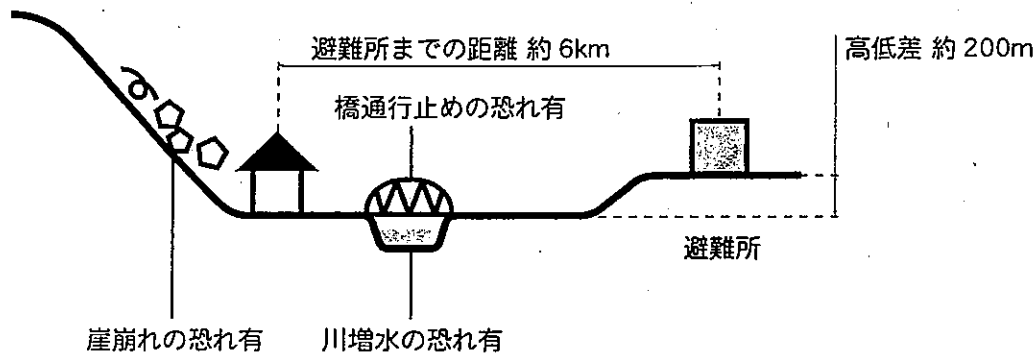 避難所までの距離 約6km
高低差 約200m
橋通行止めの恐れ有
避難所
崖崩れの恐れ有
川増水の恐れ有